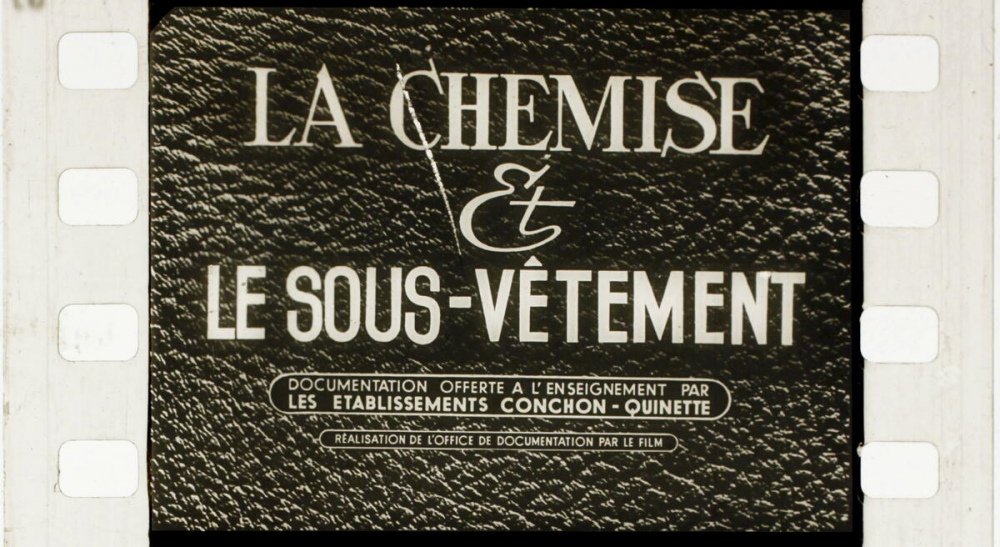 LA CHEMISE
Et
LE SOUS-VÊTEMENT
DOCUMENTATION OFFERTE A L'ENSEIGNEMENT PAR
LES ETABLISSEMENTS CONCHON-QUINETTE
RÉALISATION DE L'OFFICE DE DOCUMENTATION PAR LE FILM